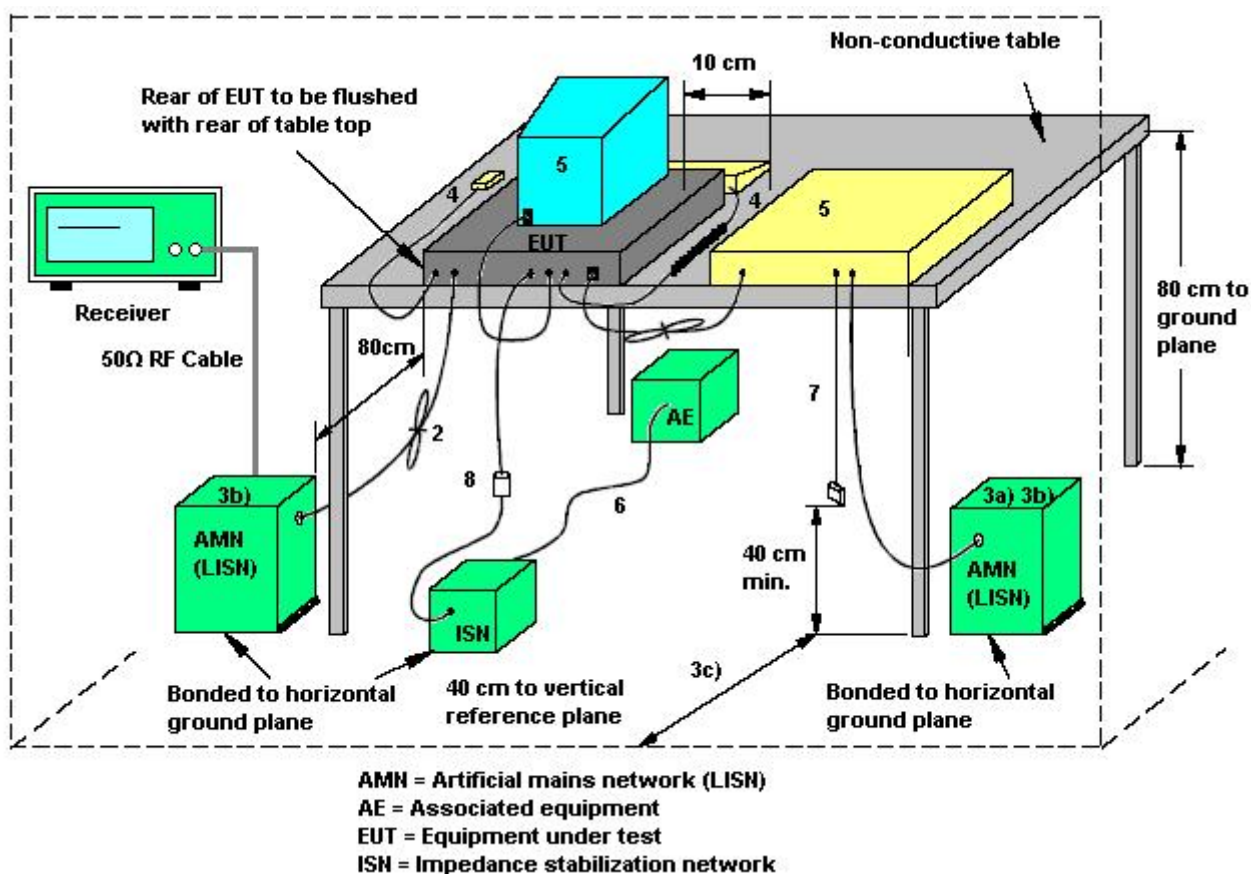 Non-conductive table
10 cm
Rear of EUT to be flushed
with rear of table top
5
4
4
5
EUT
Receiver
80 cm to
ground
plane
50Ω RF Cable
80cm
AE
7
2
8
6
3b)
AMN
(LISN)
3a) 3b)
AMN
(LISN)
40 cm
min.
ISN
3c)
Bonded to horizontal
ground plane
40 cm to vertical
reference plane
Bonded to horizontal
ground plane
AMN = Artificial mains network (LISN)
AE = Associated equipment
EUT = Equipment under test
ISN = Impedance stabilization network